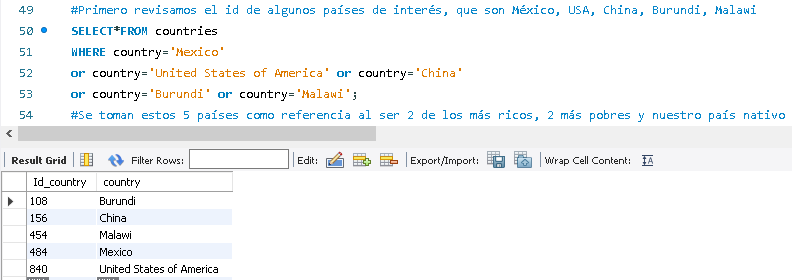 49 #Primero revisamos el id de algunos países de interés, que son México, USA, China, Burundi, Malawi
50 SELECT*FROM countries
51 WHERE country='Mexico'
52 or country='United States of America' or country='China'
53 or country='Burundi' or country='Malawi';
54 #Se toman estos 5 países como referencia al ser 2 de los más ricos, 2 más pobres y nuestro país nativo
Result Grid Filter Rows: Edit: Export/Import: Wrap Cell Content: IA
Id_country country
108 Burundi
156 China
454 Malawi
484 Mexico
840 United States of America